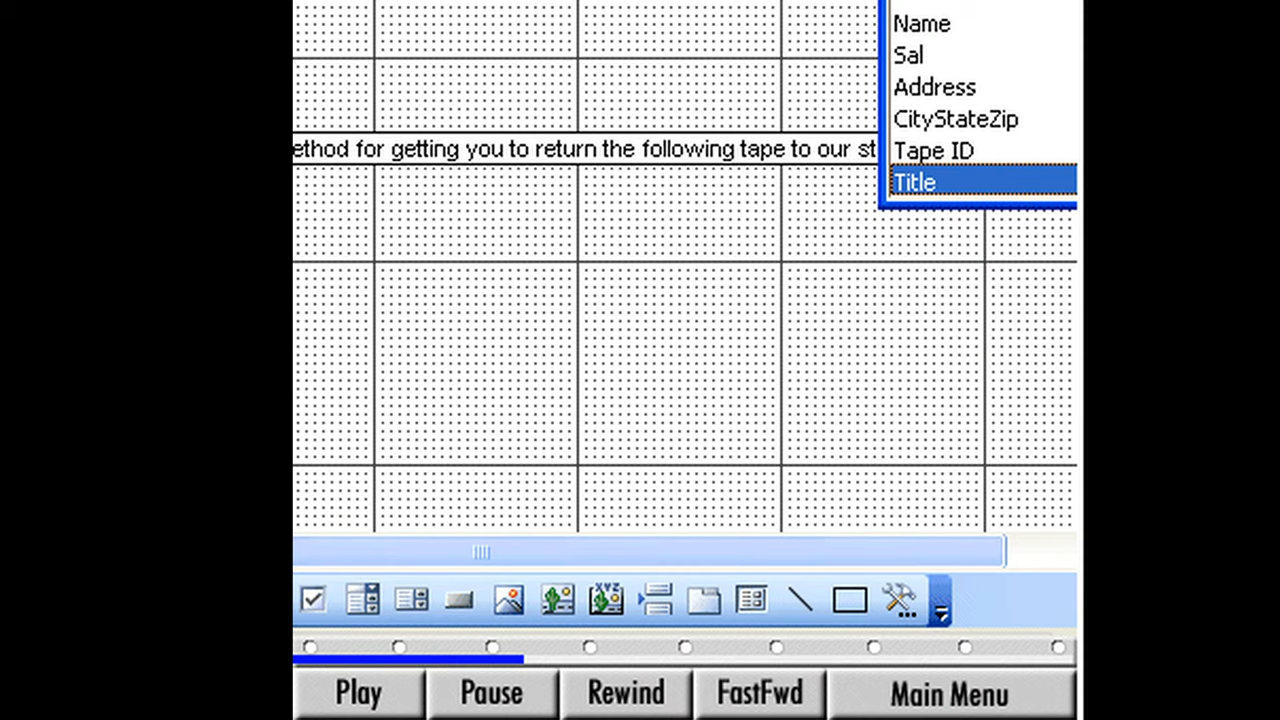 Name
Sal
Address
CityStateZip
ethod for getting you to return the following tape to our st
Tape ID
Title
XYZ
Play Pause Rewind FastFwd Main Menu